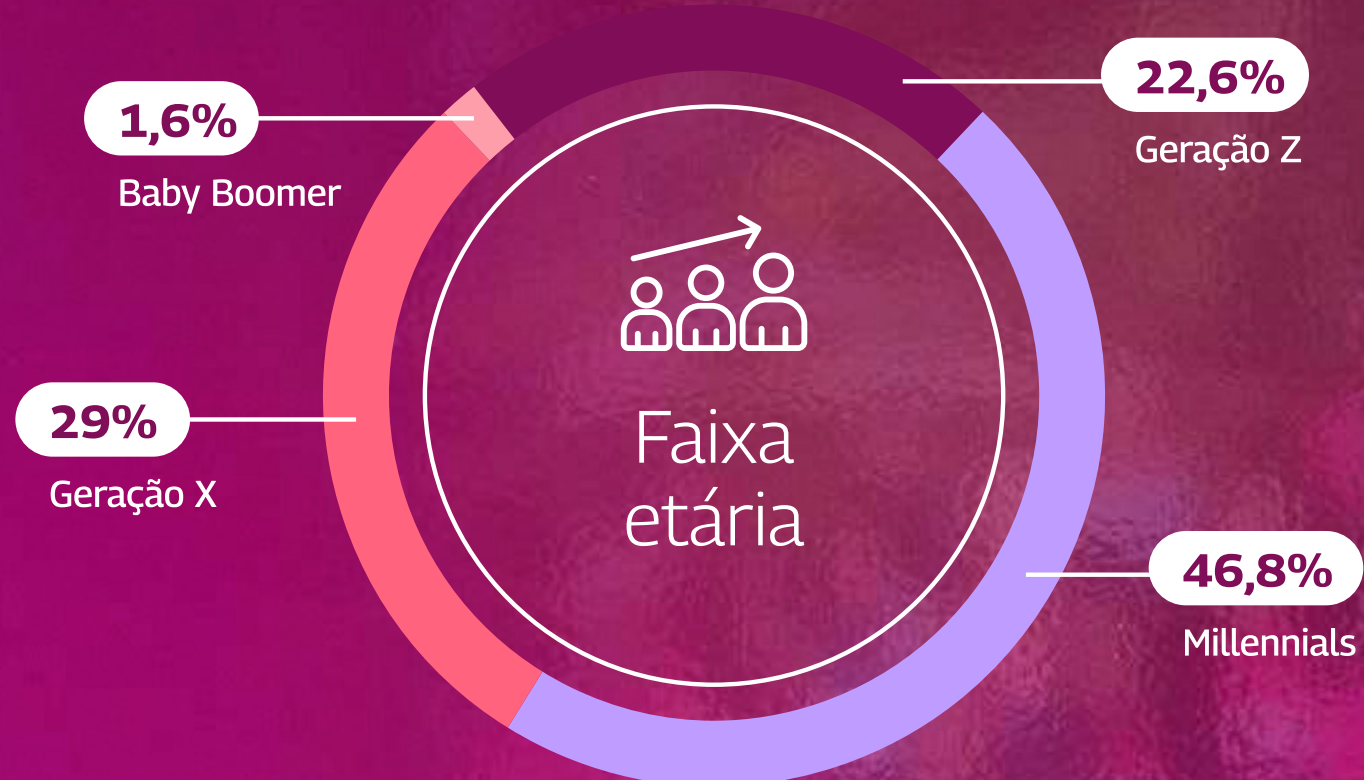 22,6%
Geração Z
1,6%
Baby Boomer
29%
Geração X
Faixa
etária
46,8%
Millennials